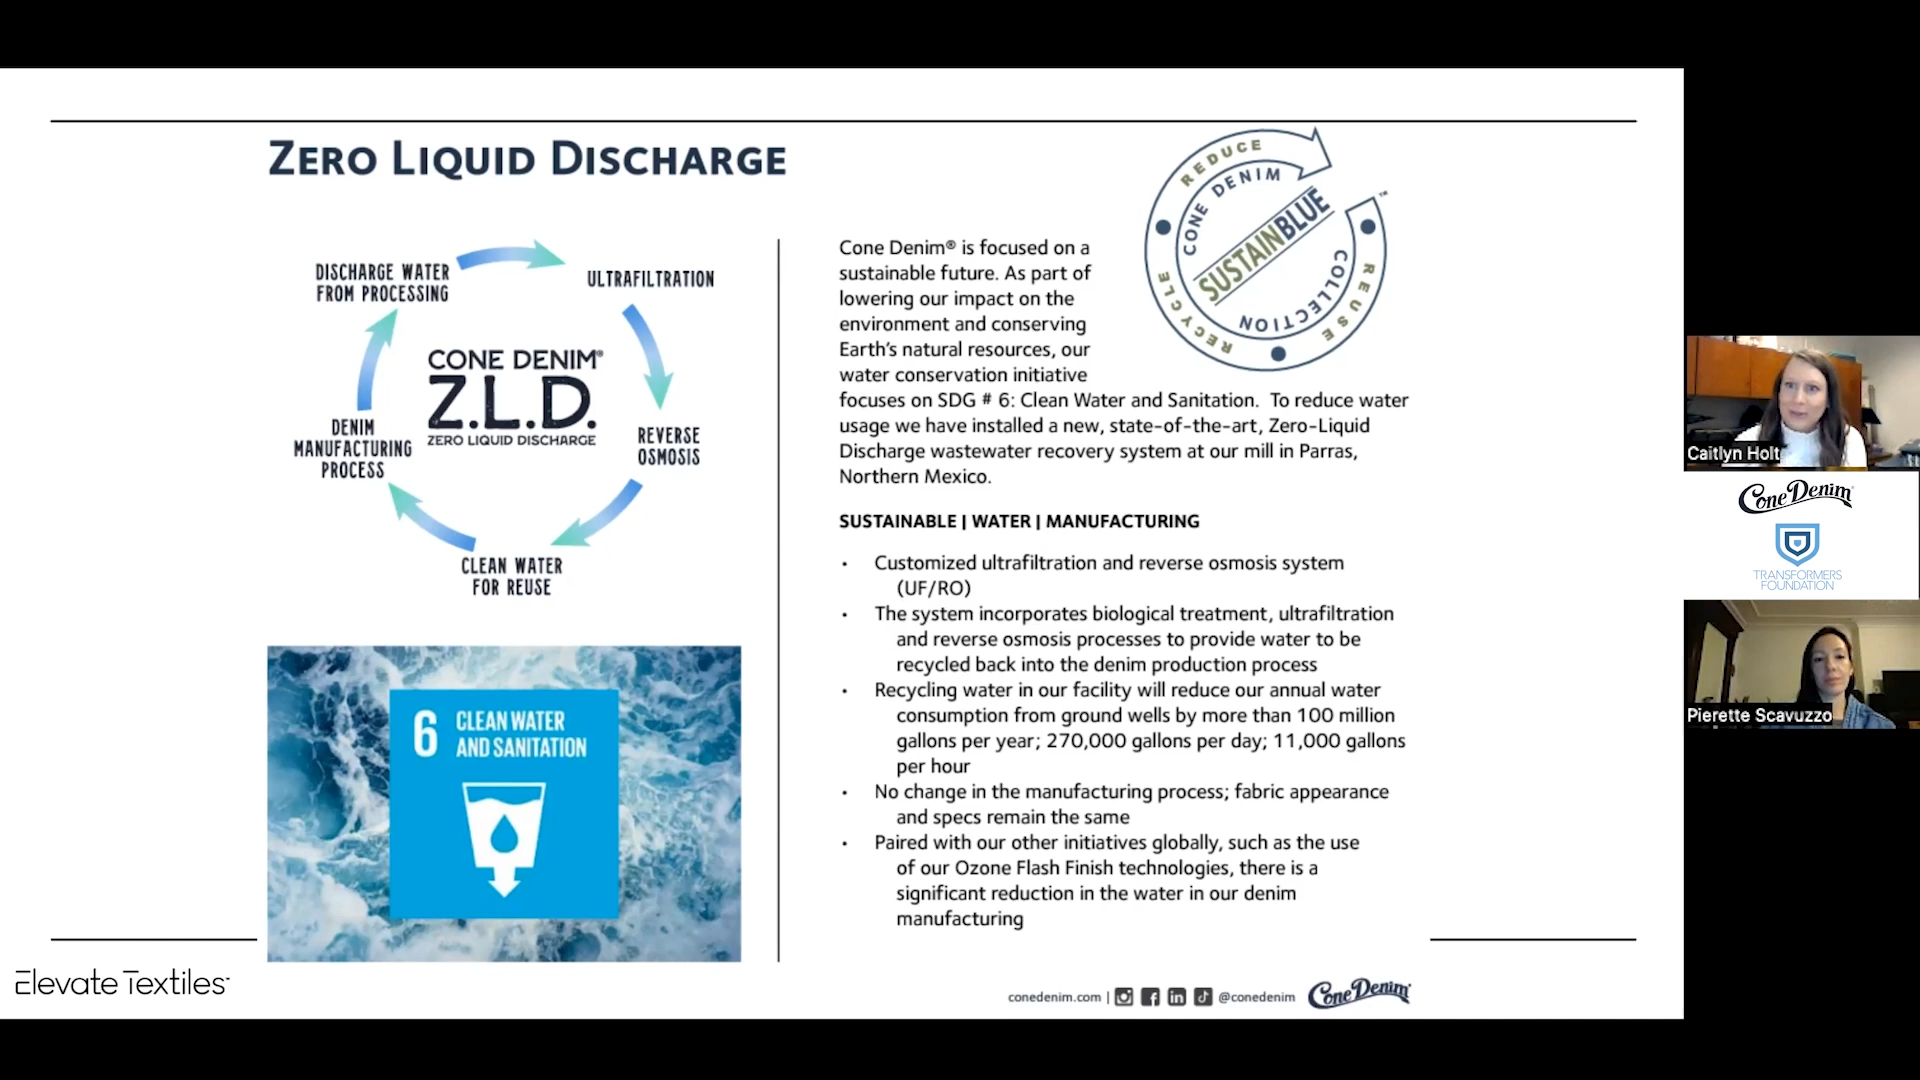 ZERO LIQUID DISCHARGE
DISCHARGE WATER
FROM PROCESSING
ULTRAFILTRATION
REVERSE
OSMOSIS
CLEAN WATER
FOR REUSE
DENIM
MANUFACTURING
PROCESS
CONE DENIM®
Z.L.D.
ZERO LIQUID DISCHARGE
6 CLEAN WATER
AND SANITATION
REDUCE
REUSE
RECYCLE
CONE DENIM
COLLECTION
SUSTAINBLUE
™
Cone Denim® is focused on a
sustainable future. As part of
lowering our impact on the
environment and conserving
Earth's natural resources, our
water conservation initiative
focuses on SDG # 6: Clean Water and Sanitation. To reduce water
usage we have installed a new, state-of-the-art, Zero-Liquid
Discharge wastewater recovery system at our mill in Parras,
Northern Mexico.
SUSTAINABLE | WATER | MANUFACTURING
• Customized ultrafiltration and reverse osmosis system
(UF/RO)
• The system incorporates biological treatment, ultrafiltration
and reverse osmosis processes to provide water to be
recycled back into the denim production process
• Recycling water in our facility will reduce our annual water
consumption from ground wells by more than 100 million
gallons per year; 270,000 gallons per day; 11,000 gallons
per hour
• No change in the manufacturing process; fabric appearance
and specs remain the same
• Paired with our other initiatives globally, such as the use
of our Ozone Flash Finish technologies, there is a
significant reduction in the water in our denim
manufacturing
Elevate Textiles
conedenim.com | @conedenim
Cone Denim
Caitlyn Holt
Cone Denim
TRANSFORMERS
FOUNDATION
Pierette Scavuzzo